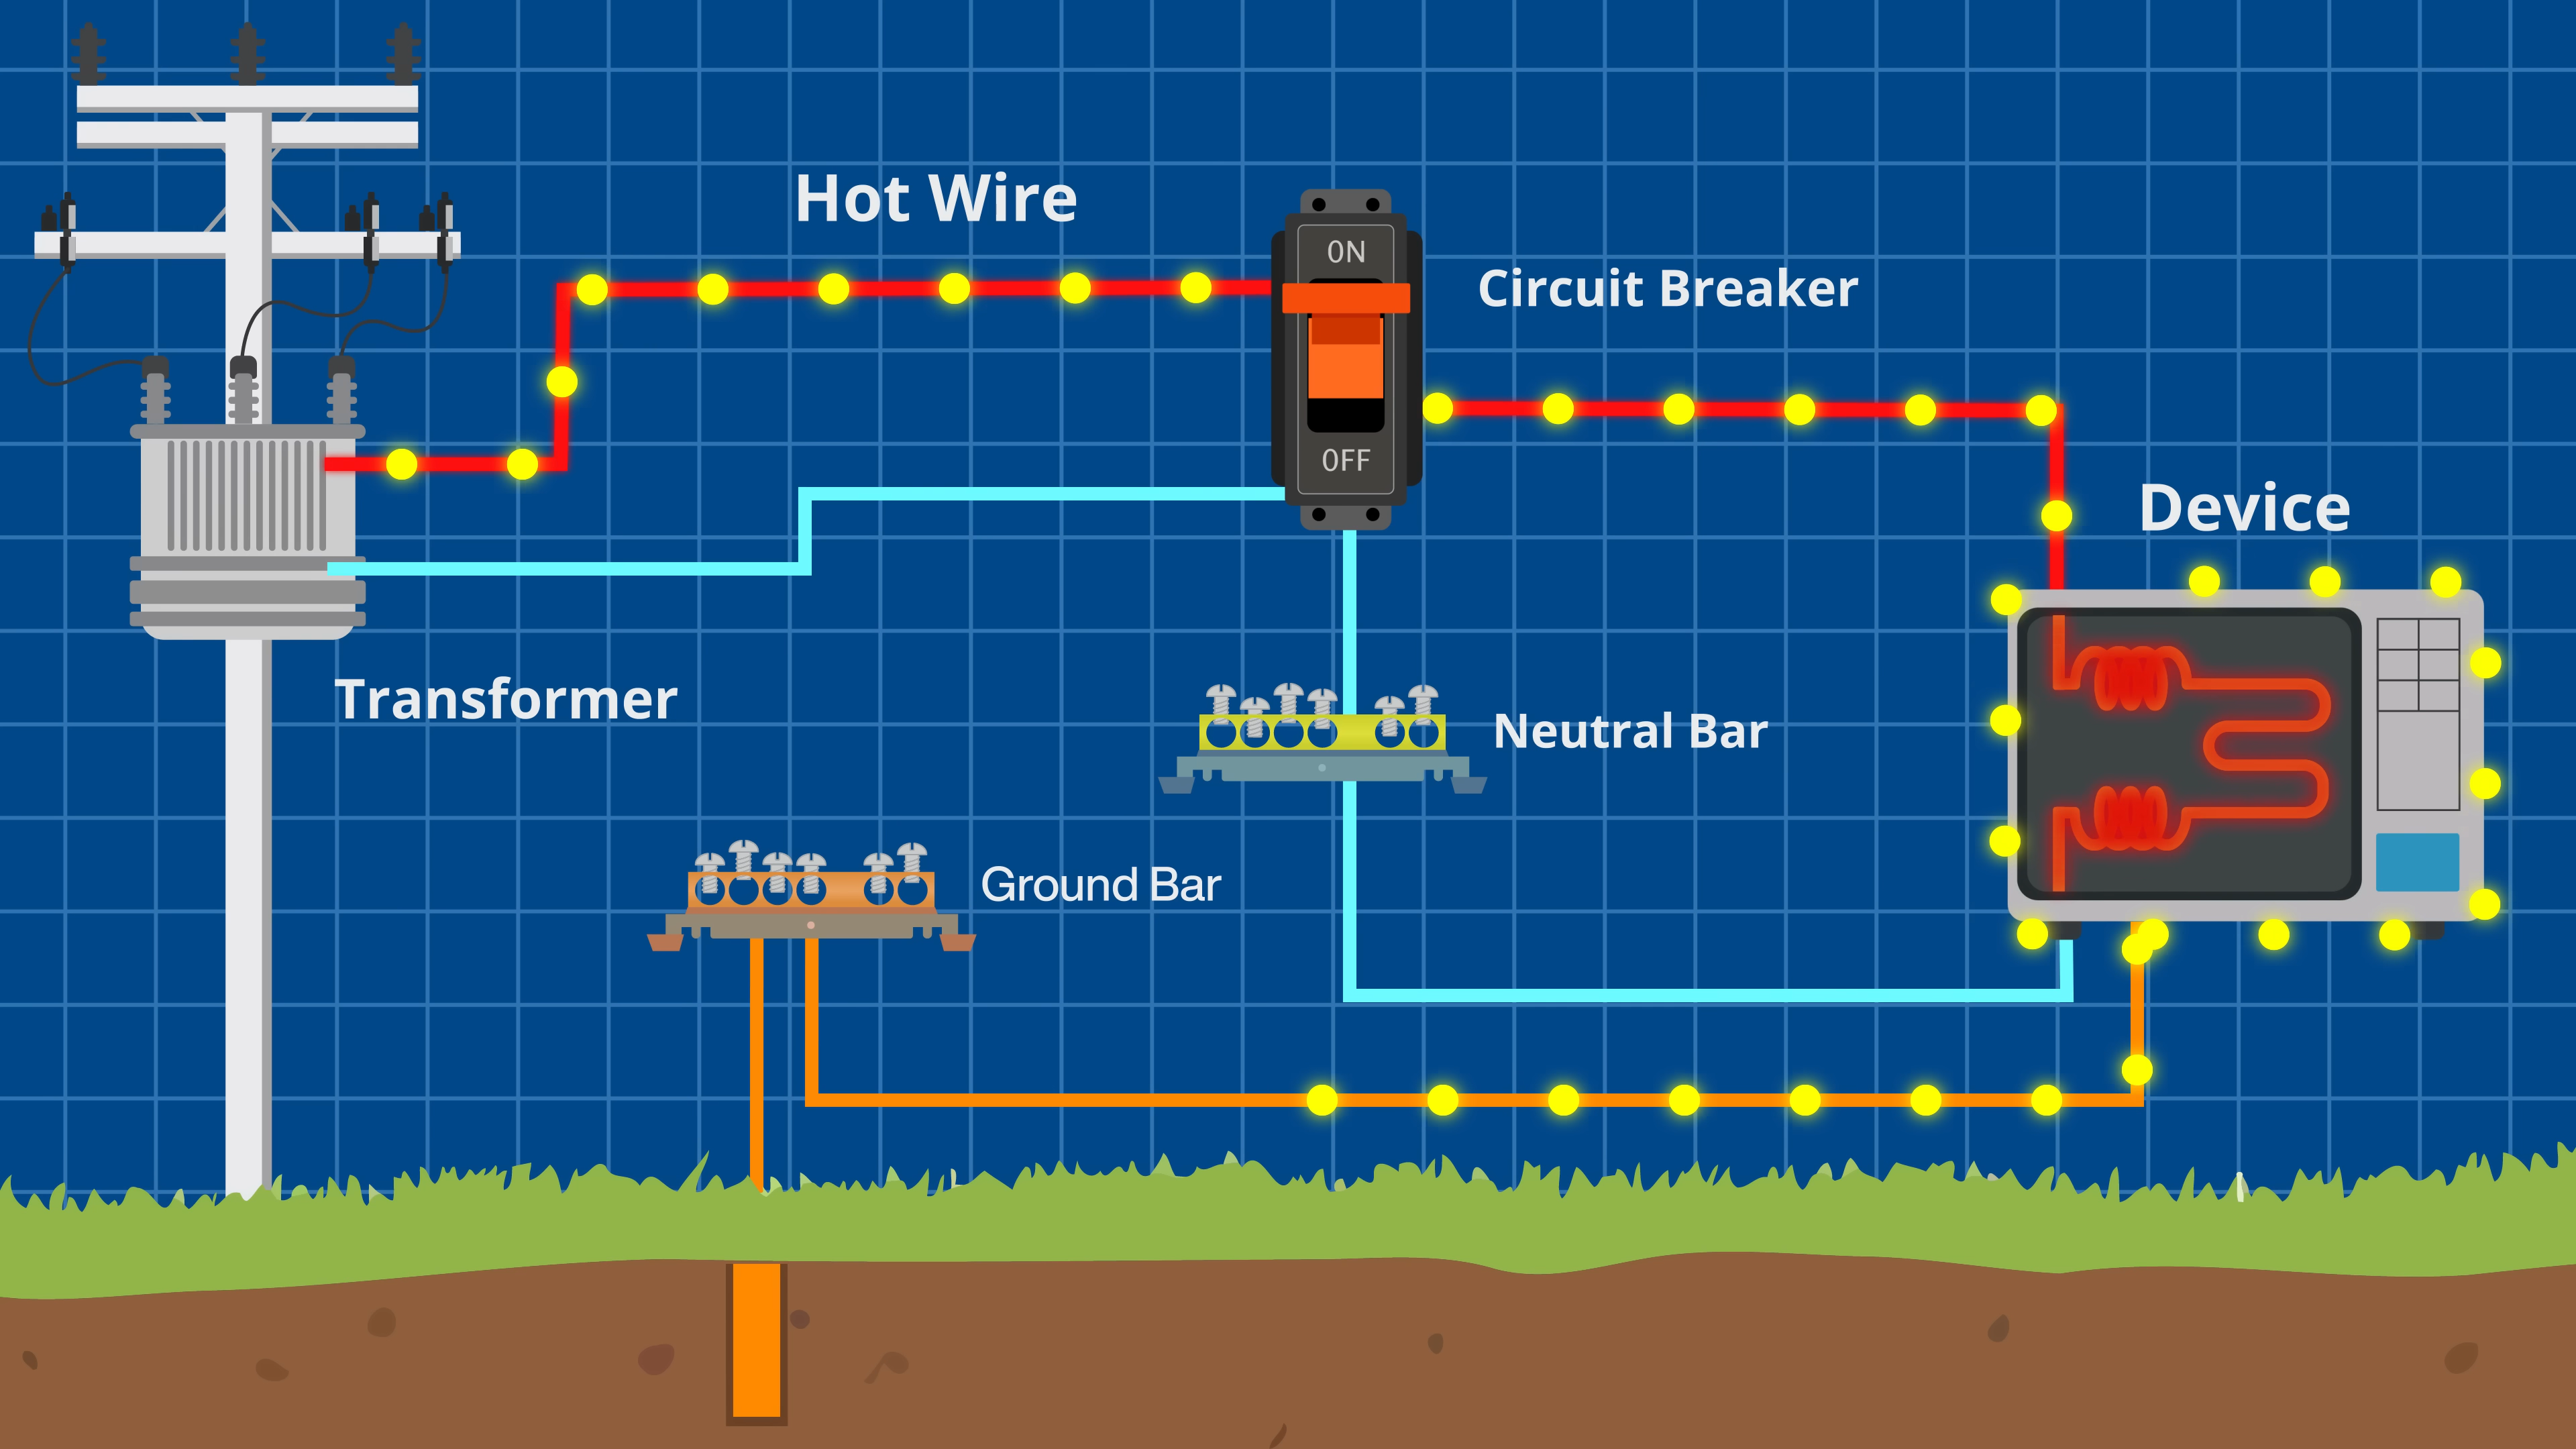 Hot Wire
ON
Circuit Breaker
OFF
Device
Transformer
Neutral Bar
Ground Bar